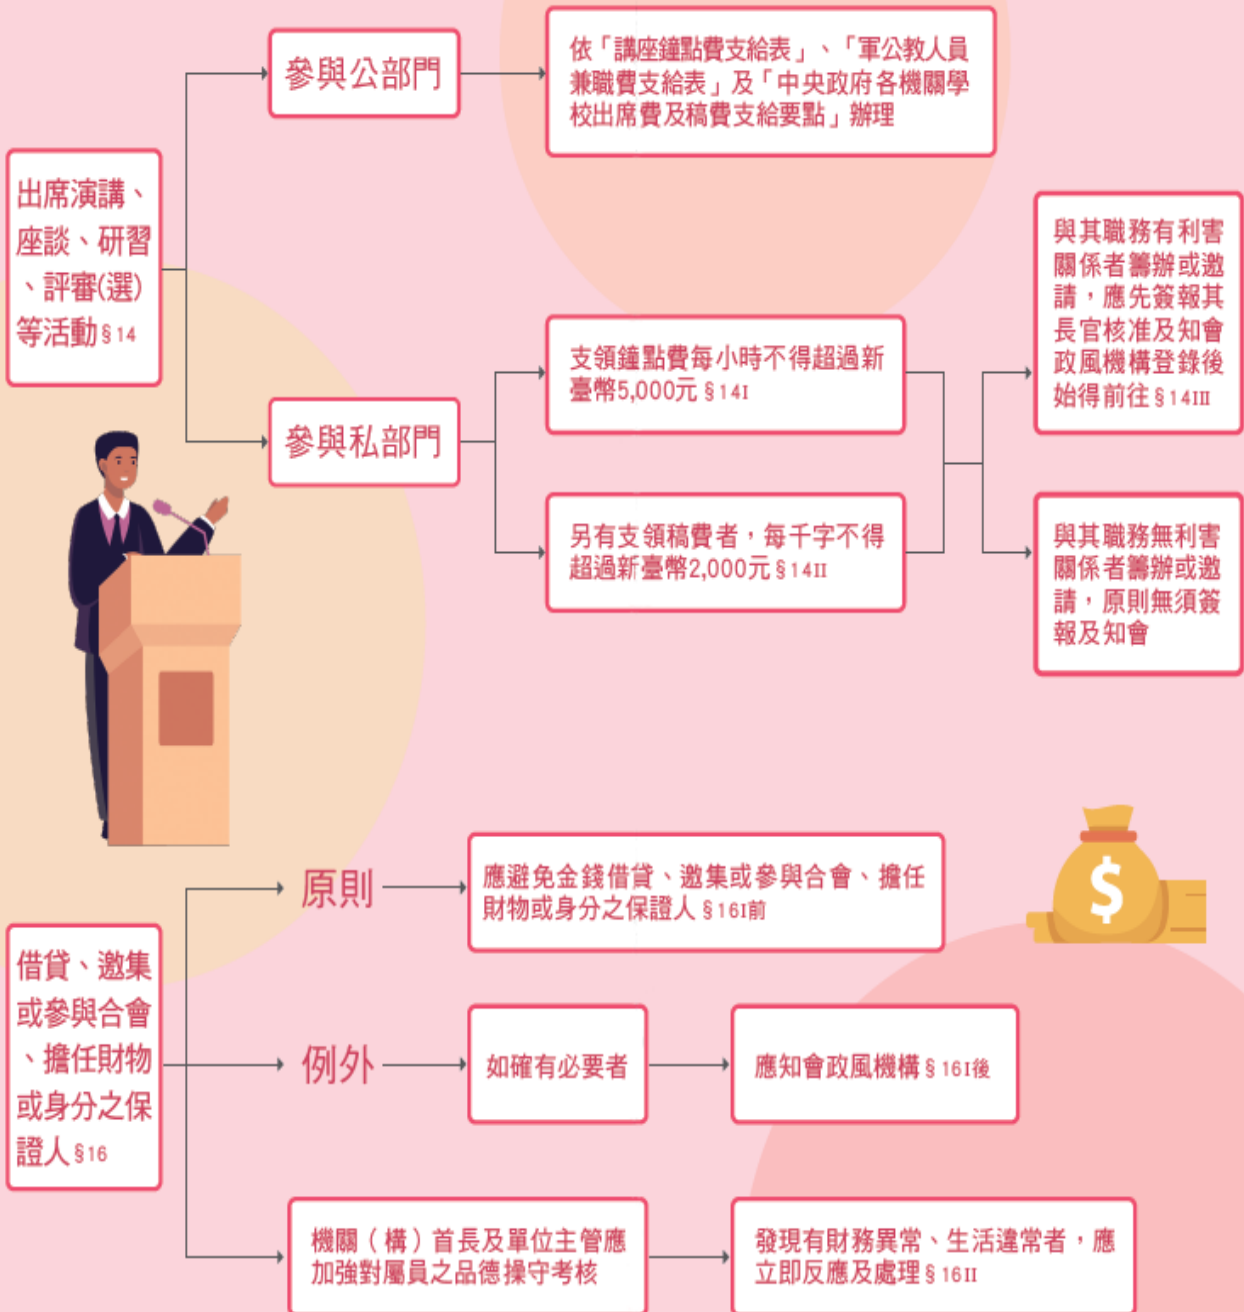 參與公部門
依「講座鐘點費支給表」、「軍公教人員
兼職費支給表」及「中央政府各機關學
校出席費及稿費支給要點」辦理
出席演講、
座談、研習
、評審(選)
等活動§14
參與私部門
支領鐘點費每小時不得超過新
臺幣5,000元§14I
另有支領稿費者，每千字不得
超過新臺幣2,000元§14II
與其職務有利害
關係者籌辦或邀
請，應先簽報其
長官核准及知會
政風機構登錄後
始得前往§14III
與其職務無利害
關係者籌辦或邀
請，原則無須簽
報及知會
借貸、邀集
或參與合會
、擔任財物
或身分之保
證人§16
原則
應避免金錢借貸、邀集或參與合會、擔任
財物或身分之保證人§16I前
$
例外
如確有必要者
應知會政風機構§16I後
機關（構）首長及單位主管應
加強對屬員之品德操守考核
發現有財務異常、生活違常者，應
立即反應及處理§16II